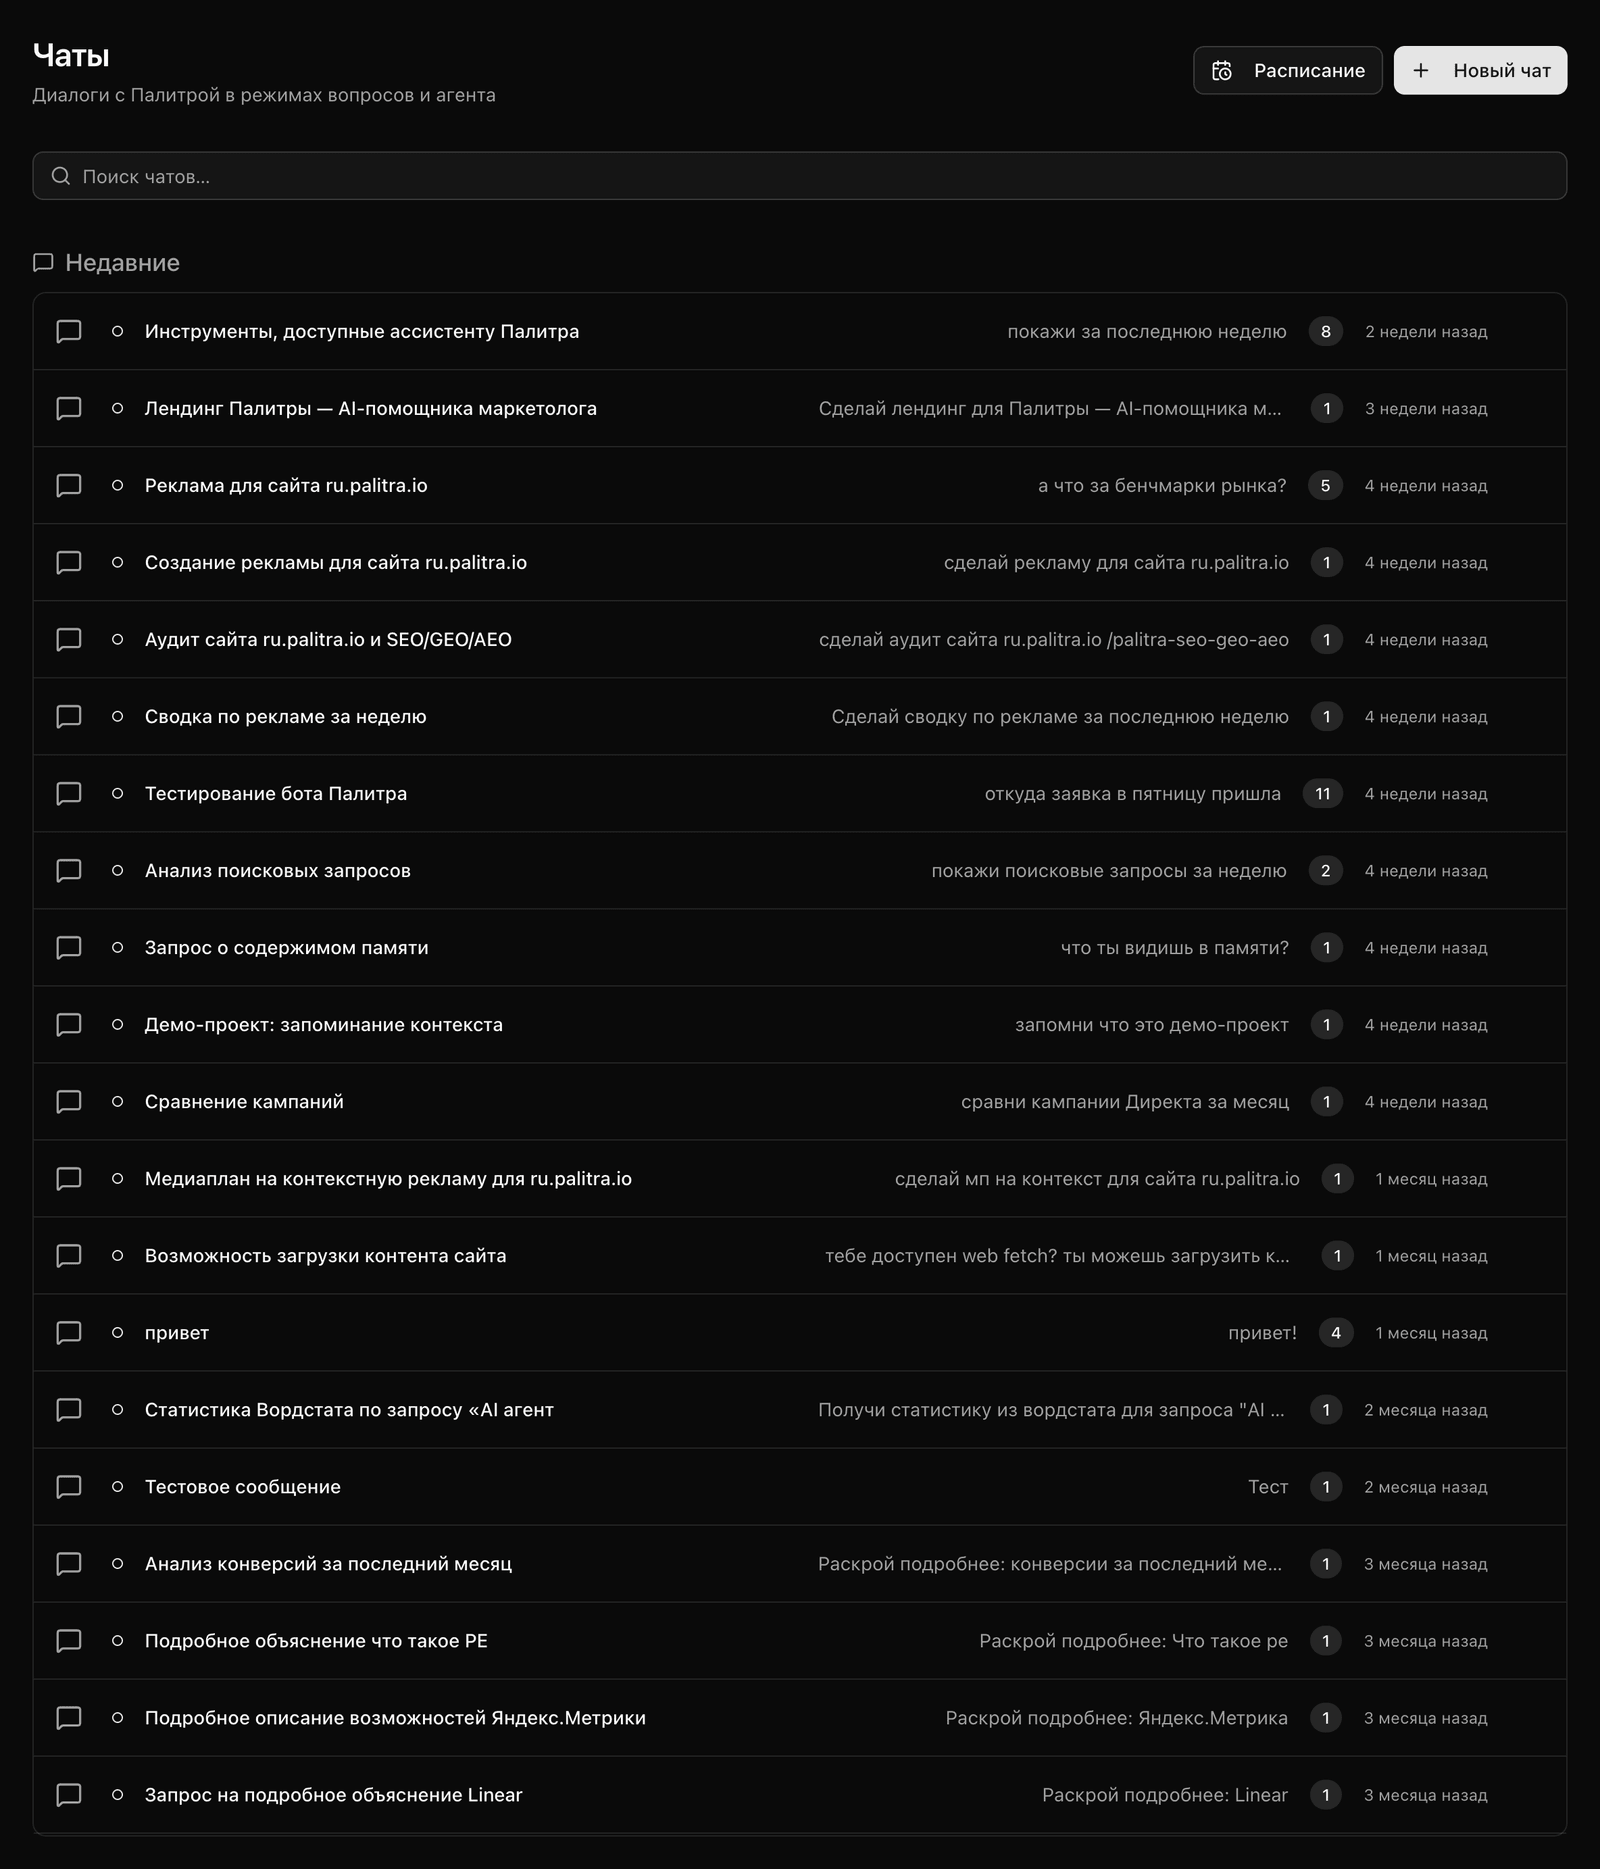 Чаты
Диалоги с Палитрой в режимах вопросов и агента
Расписание
Новый чат
Поиск чатов...
Недавние
Инструменты, доступные ассистенту Палитра покажи за последнюю неделю 8 2 недели назад
Лендинг Палитры — AI-помощника маркетолога Сделай лендинг для Палитры — AI-помощника м... 1 3 недели назад
Реклама для сайта ru.palitra.io а что за бенчмарки рынка? 5 4 недели назад
Создание рекламы для сайта ru.palitra.io сделай рекламу для сайта ru.palitra.io 1 4 недели назад
Аудит сайта ru.palitra.io и SEO/GEO/AEO сделай аудит сайта ru.palitra.io /palitra-seo-geo-aeo 1 4 недели назад
Сводка по рекламе за неделю Сделай сводку по рекламе за последнюю неделю 1 4 недели назад
Тестирование бота Палитра откуда заявка в пятницу пришла 11 4 недели назад
Анализ поисковых запросов покажи поисковые запросы за неделю 2 4 недели назад
Запрос о содержимом памяти что ты видишь в памяти? 1 4 недели назад
Демо-проект: запоминание контекста запомни что это демо-проект 1 4 недели назад
Сравнение кампаний сравни кампании Директа за месяц 1 4 недели назад
Медиаплан на контекстную рекламу для ru.palitra.io сделай мп на контекст для сайта ru.palitra.io 1 1 месяц назад
Возможность загрузки контента сайта тебе доступен web fetch? ты можешь загрузить к... 1 1 месяц назад
привет привет! 4 1 месяц назад
Статистика Вордстата по запросу «AI агент Получи статистику из вордстата для запроса "AI ... 1 2 месяца назад
Тестовое сообщение Тест 1 2 месяца назад
Анализ конверсий за последний месяц Раскрой подробнее: конверсии за последний ме... 1 3 месяца назад
Подробное объяснение что такое PE Раскрой подробнее: Что такое pe 1 3 месяца назад
Подробное описание возможностей Яндекс.Метрики Раскрой подробнее: Яндекс.Метрика 1 3 месяца назад
Запрос на подробное объяснение Linear Раскрой подробнее: Linear 1 3 месяца назад